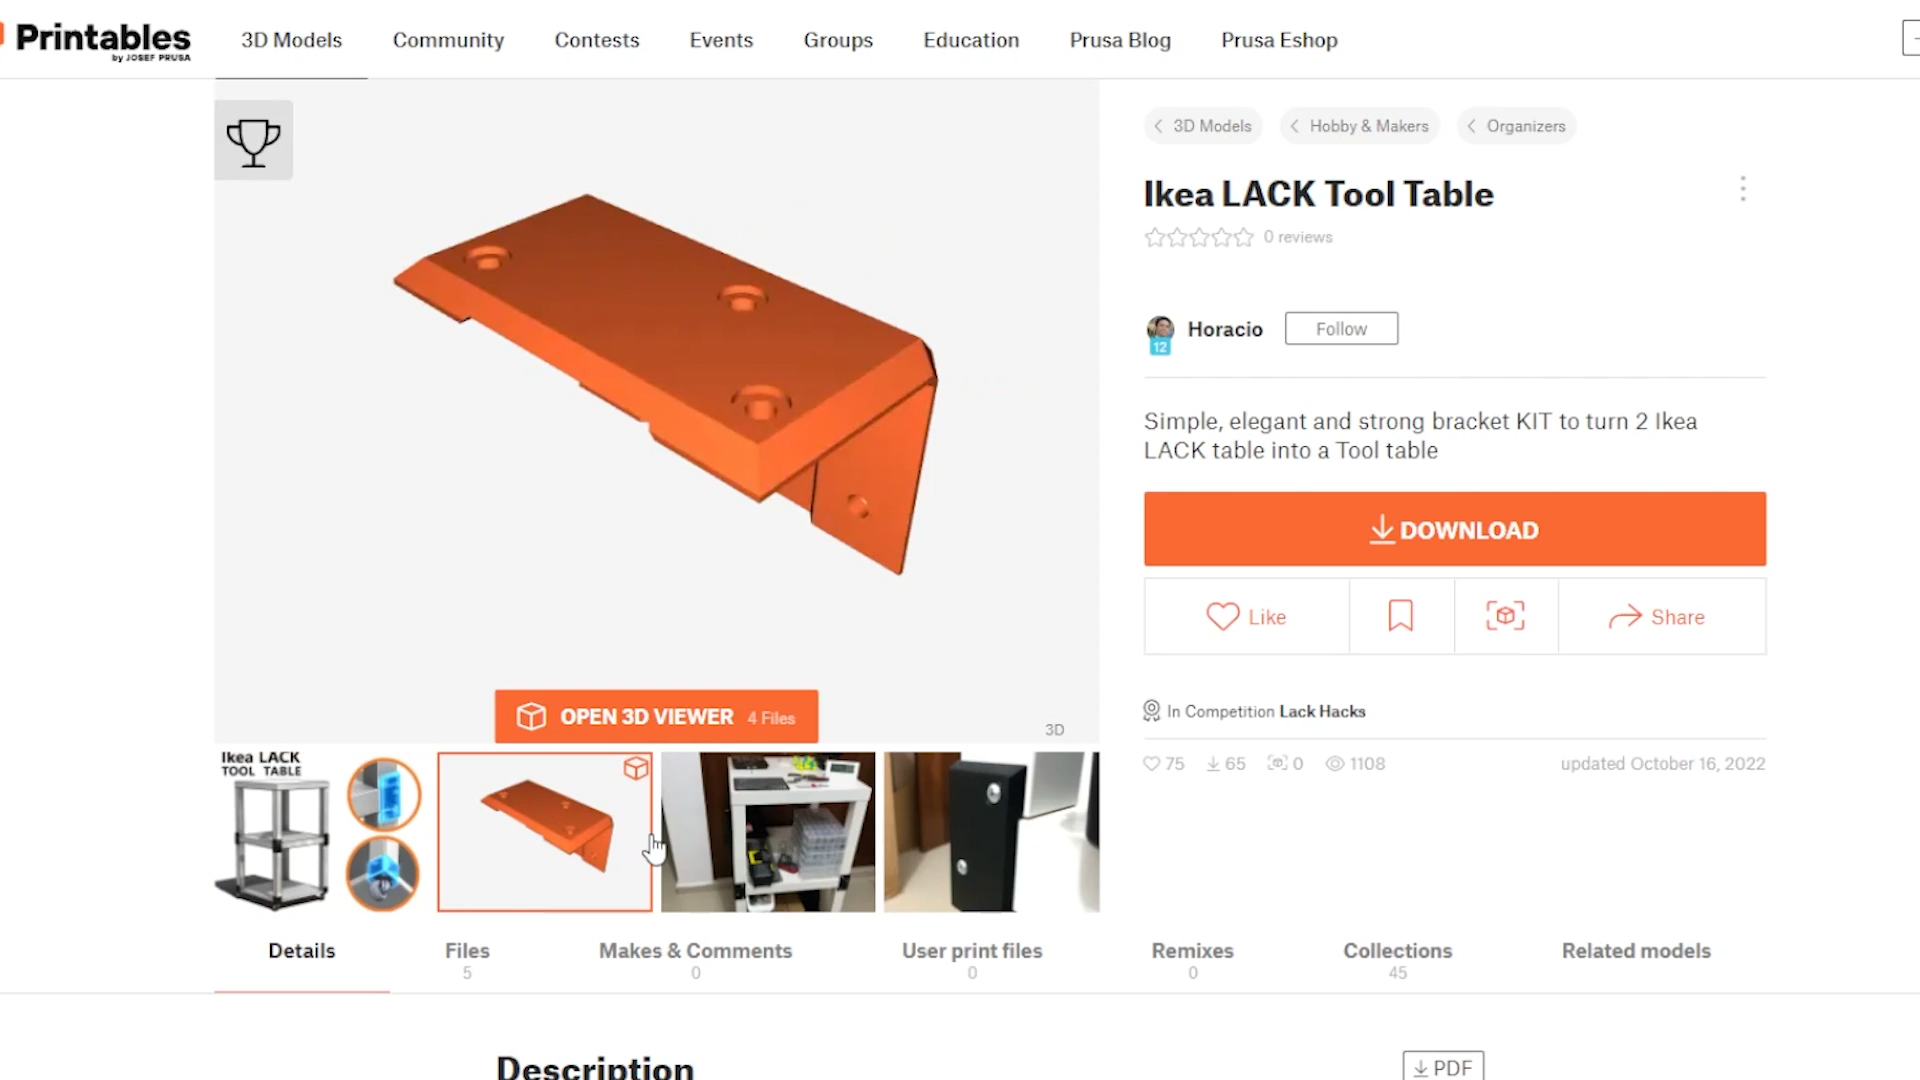 Printables
by JOSEF PRUSA
3D Models
Community
Contests
Events
Groups
Education
Prusa Blog
Prusa Eshop
3D Models
Hobby & Makers
Organizers
Ikea LACK Tool Table
0 reviews
12
Horacio
Follow
Simple, elegant and strong bracket KIT to turn 2 Ikea
LACK table into a Tool table
DOWNLOAD
Like
Share
OPEN 3D VIEWER 4 Files
3D
In Competition Lack Hacks
75
65
0
1108
updated October 16, 2022
Ikea LACK
TOOL TABLE
Details
Files
5
Makes & Comments
0
User print files
0
Remixes
0
Collections
45
Related models
Description
PDF